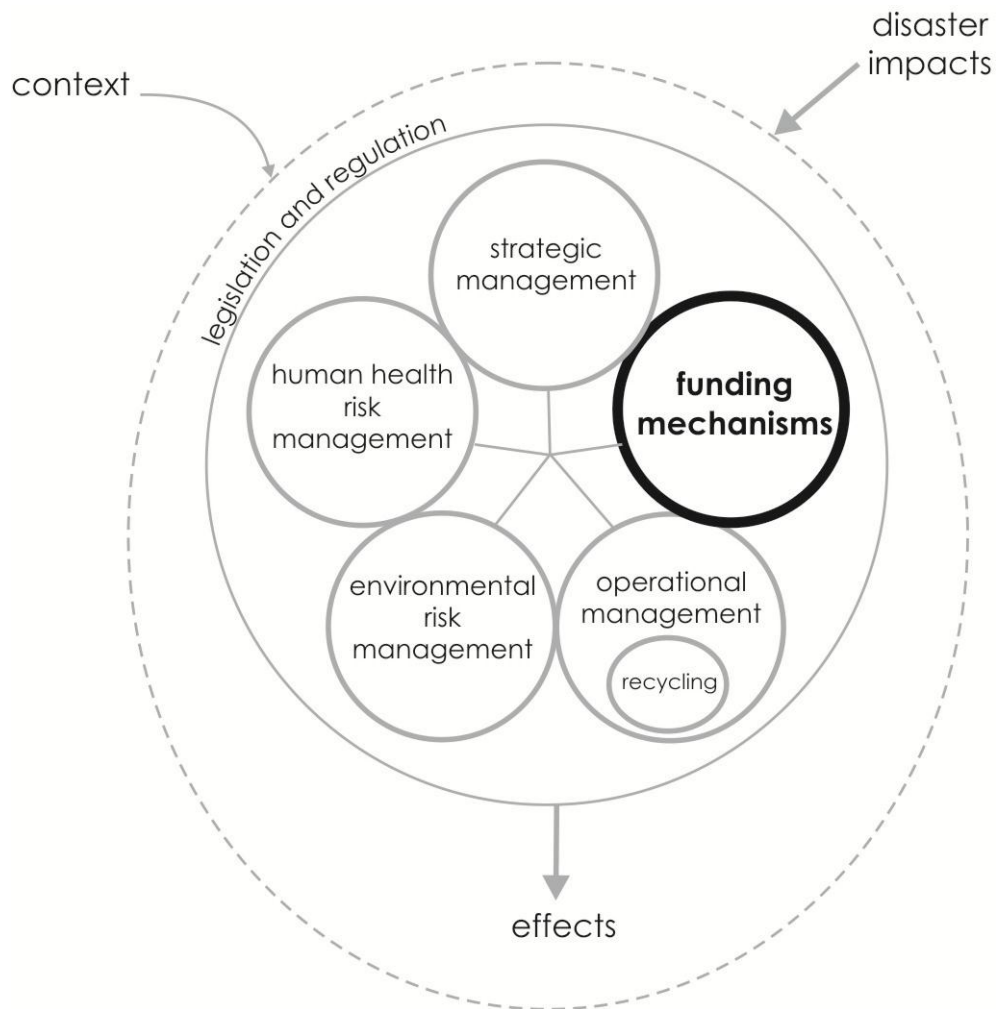 disaster
impacts
context
legislation and regulation
strategic
management
funding
mechanisms
human health
risk
management
environmental
risk
management
operational
management
recycling
effects